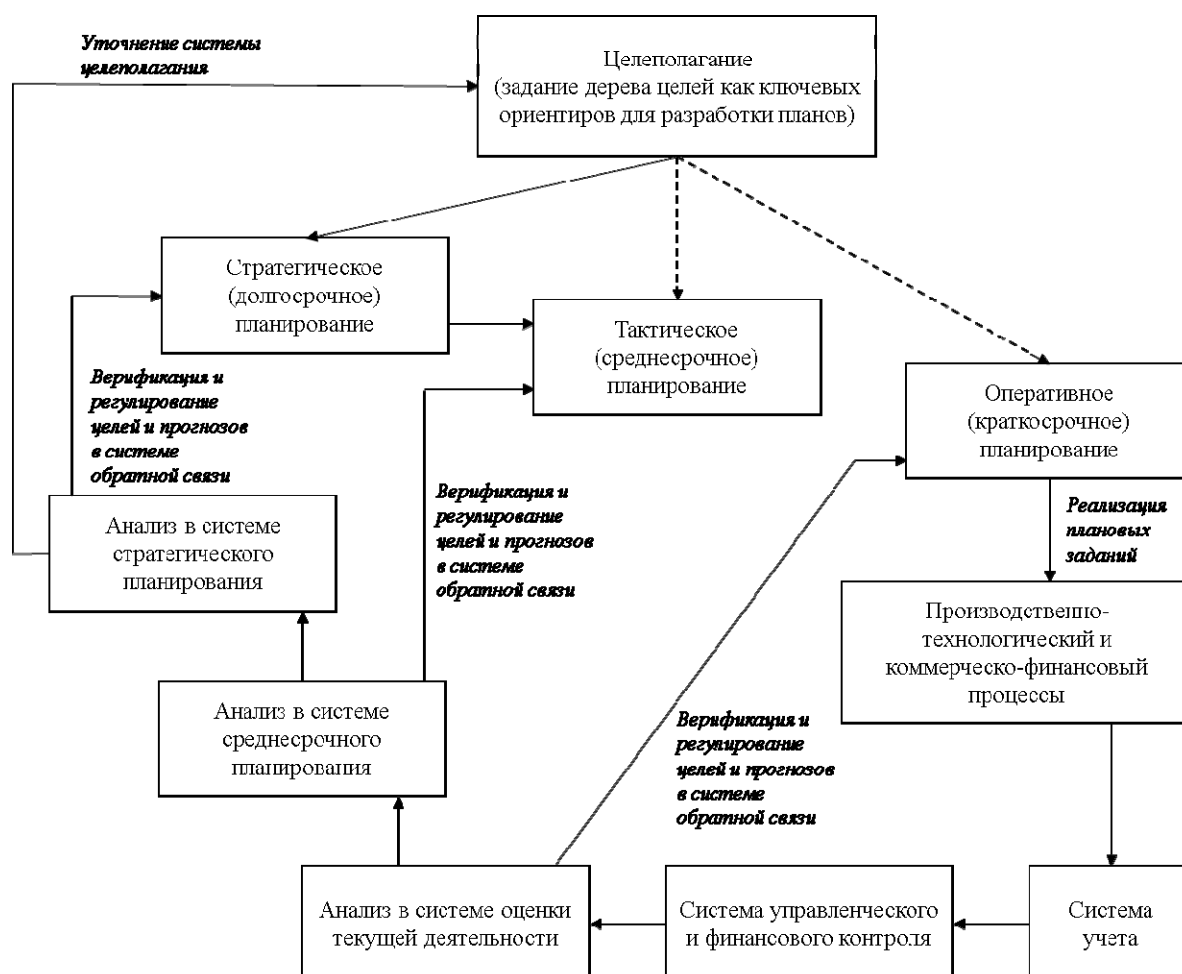 Уточнение системы
целеполагания
Целеполагание
(задание дерева целей как ключевых
ориентиров для разработки планов)
Стратегическое
(долгосрочное)
планирование
Тактическое
(среднесрочное)
планирование
Оперативное
(краткосрочное)
планирование
Верификация и
регулирование
целей и прогнозов
в системе
обратной связи
Верификация и
регулирование
целей и прогнозов
в системе
обратной связи
Реализация
плановых
заданий
Анализ в системе
стратегического
планирования
Производственно-
технологический и
коммерческо-финансовый
процессы
Анализ в системе
среднесрочного
планирования
Верификация и
регулирование
целей и прогнозов
в системе
обратной связи
Анализ в системе оценки
текущей деятельности
Система управленческого
и финансового контроля
Система
учета